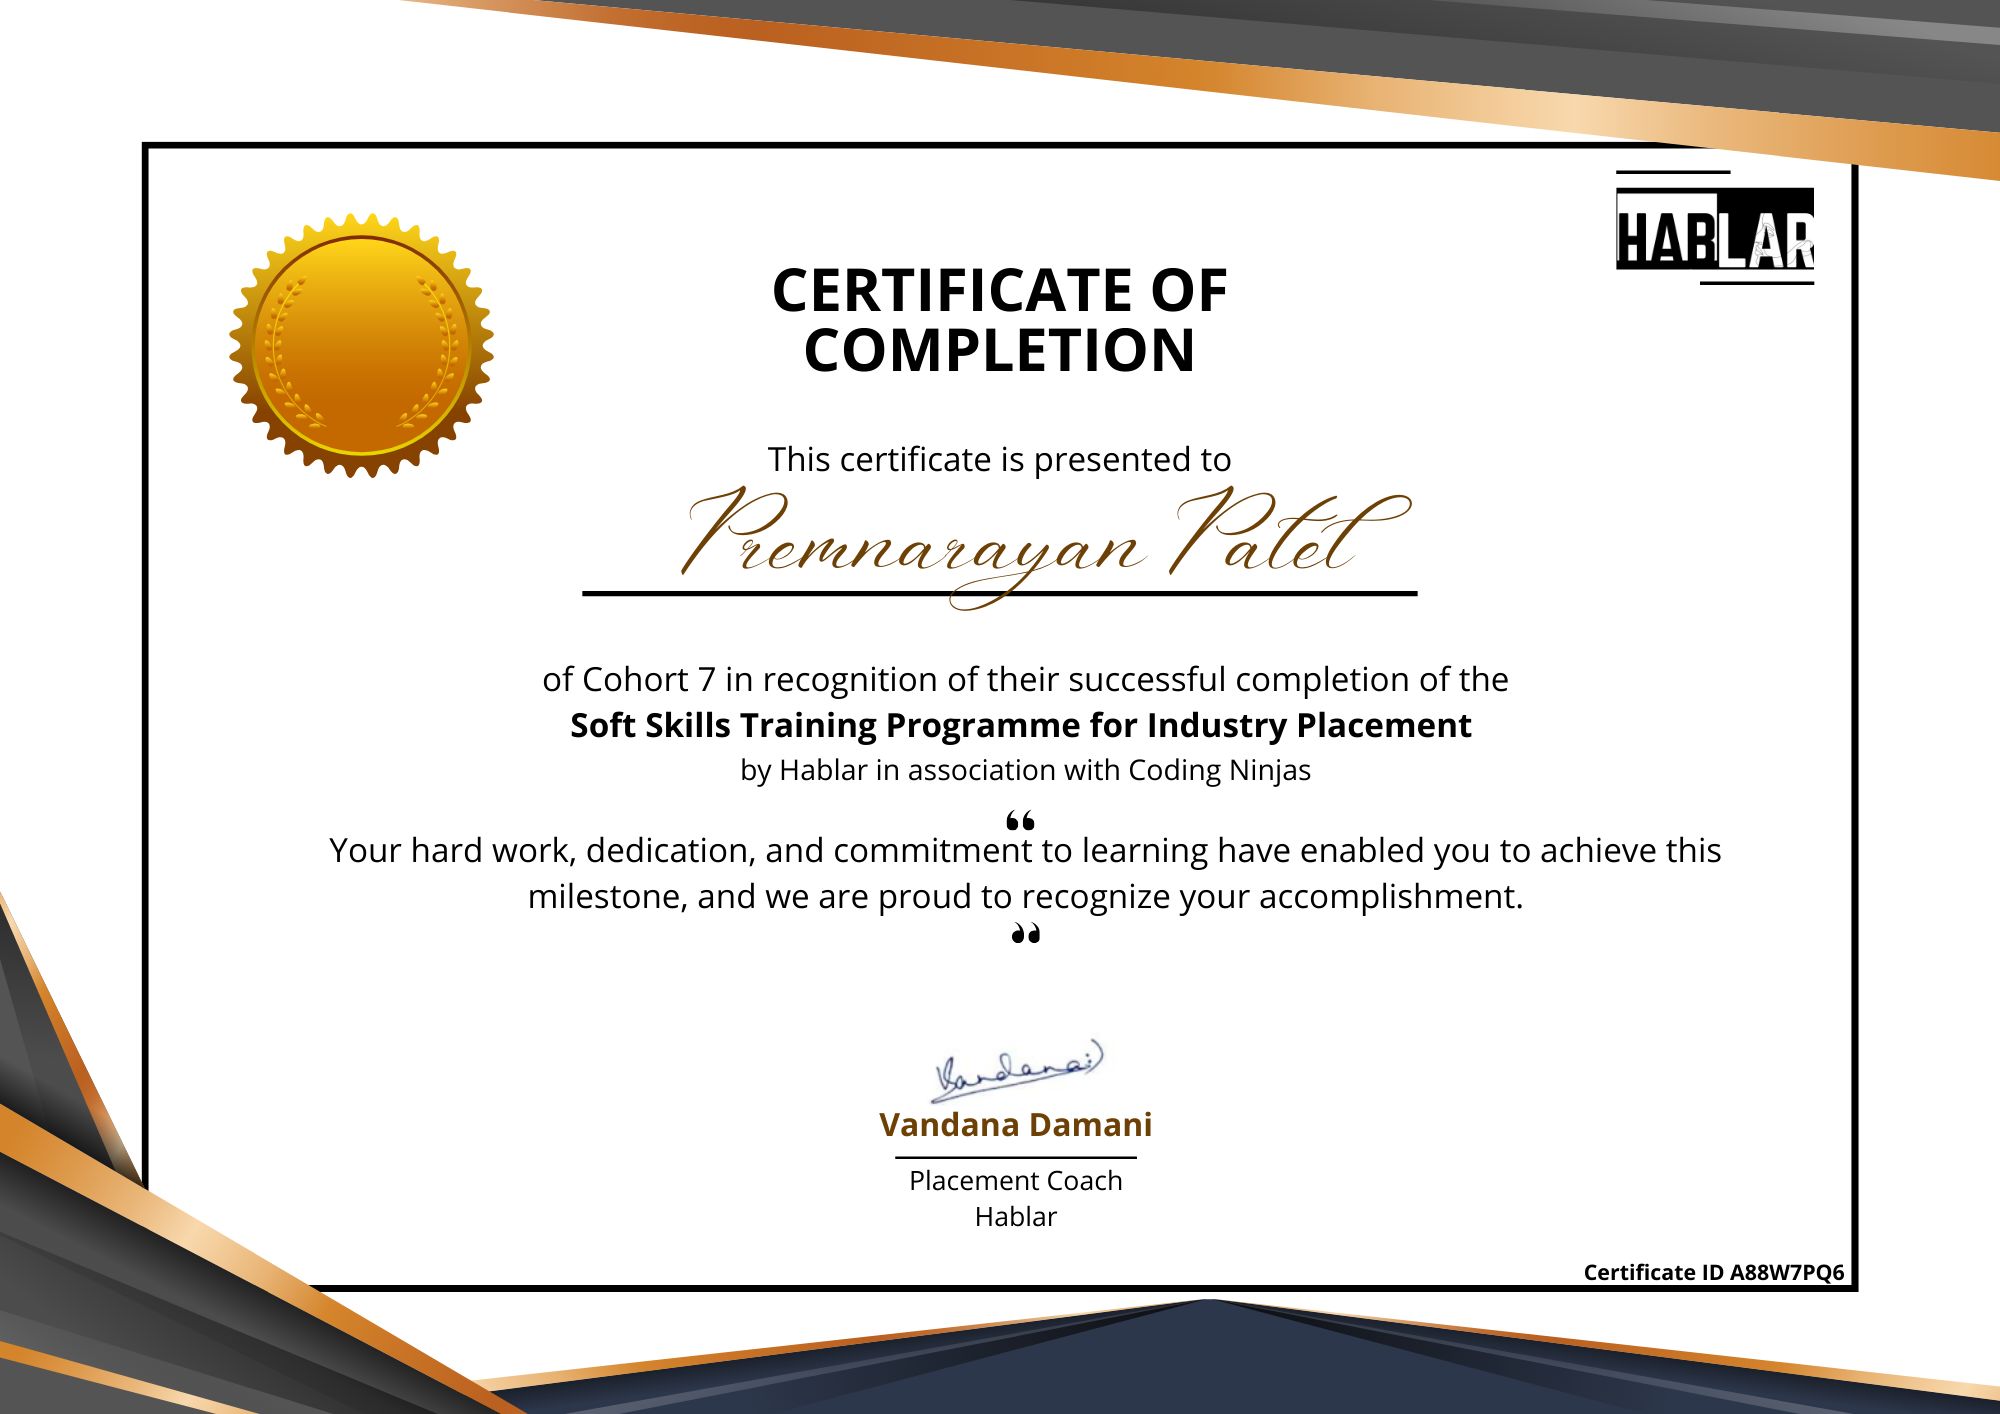 HABLAR
CERTIFICATE OF
COMPLETION
This certificate is presented to
Premnarayan Patel
of Cohort 7 in recognition of their successful completion of the
Soft Skills Training Programme for Industry Placement
by Hablar in association with Coding Ninjas
“
Your hard work, dedication, and commitment to learning have enabled you to achieve this
milestone, and we are proud to recognize your accomplishment.
”
Vandana:)
Vandana Damani
Placement Coach
Hablar
Certificate ID A88W7PQ6